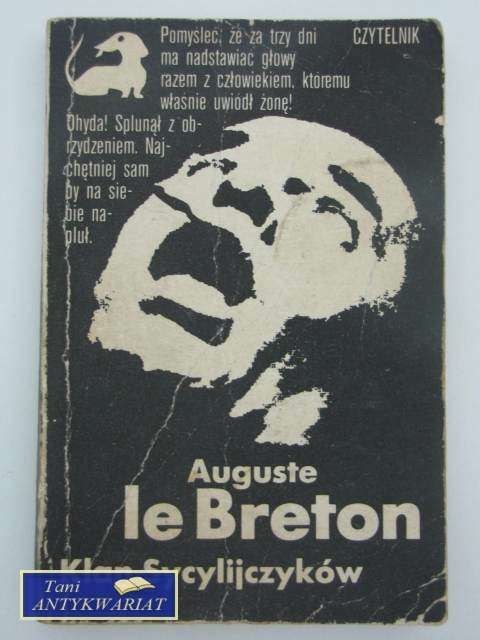 Pomyśleć, że za trzy dni
CZYTELNIK
ma nadstawiać głowy
razem z człowiekiem, któremu
właśnie uwiódł żonę!
Ohyda! Splunął z ob-
rzydzeniem. Naj-
chętniej sam
by na sie-
bie na-
pluł.
Auguste
le Breton
Klan Sycylijczyków
Tani
ANTYKWARIAT